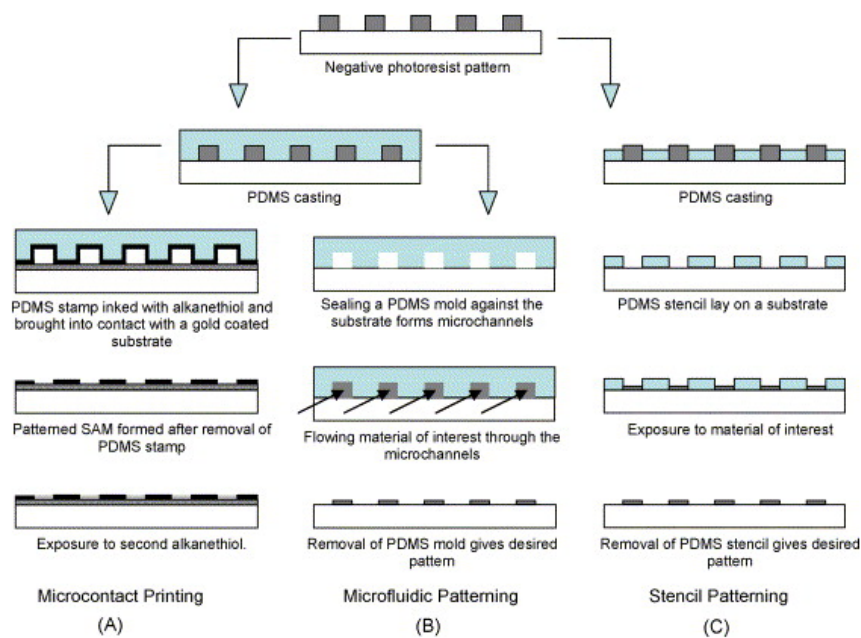 Negative photoresist pattern
PDMS casting
PDMS casting
PDMS stamp inked with alkanethiol and
brought into contact with a gold coated
substrate
Sealing a PDMS mold against the
substrate forms microchannels
PDMS stencil lay on a substrate
Patterned SAM formed after removal of
PDMS stamp
Flowing material of interest through the
microchannels
Exposure to material of interest
Exposure to second alkanethiol.
Removal of PDMS mold gives desired
pattern
Removal of PDMS stencil gives desired
pattern
Microcontact Printing
Microfluidic Patterning
Stencil Patterning
(A)
(B)
(C)